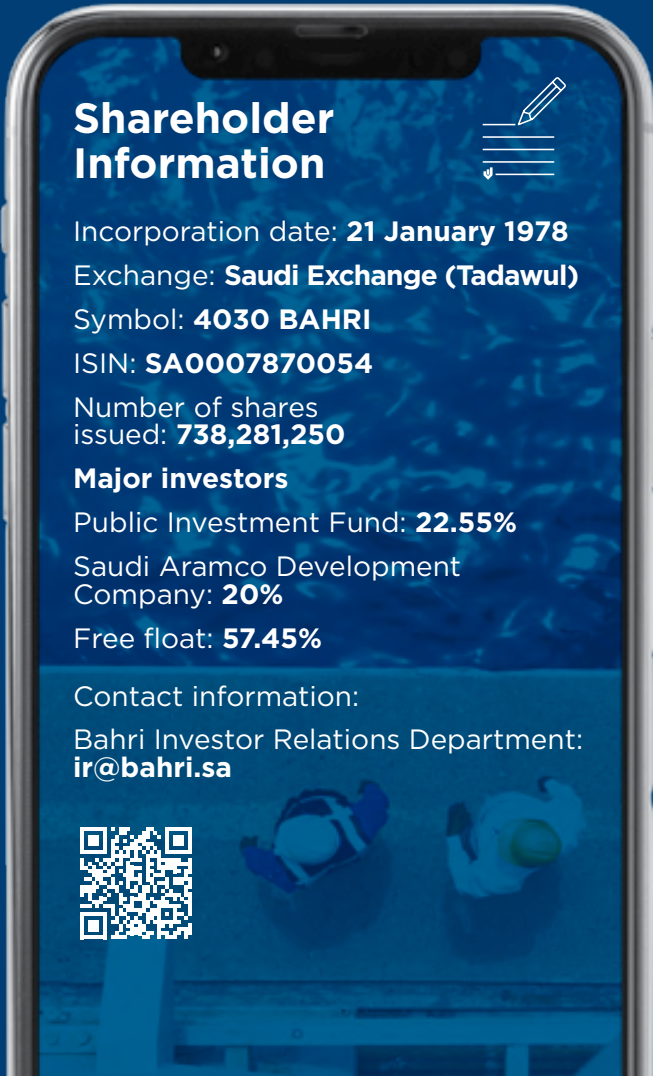 Shareholder
Information
Incorporation date: 21 January 1978
Exchange: Saudi Exchange (Tadawul)
Symbol: 4030 BAHRI
ISIN: SA0007870054
Number of shares
issued: 738,281,250
Major investors
Public Investment Fund: 22.55%
Saudi Aramco Development
Company: 20%
Free float: 57.45%
Contact information:
Bahri Investor Relations Department:
ir@bahri.sa